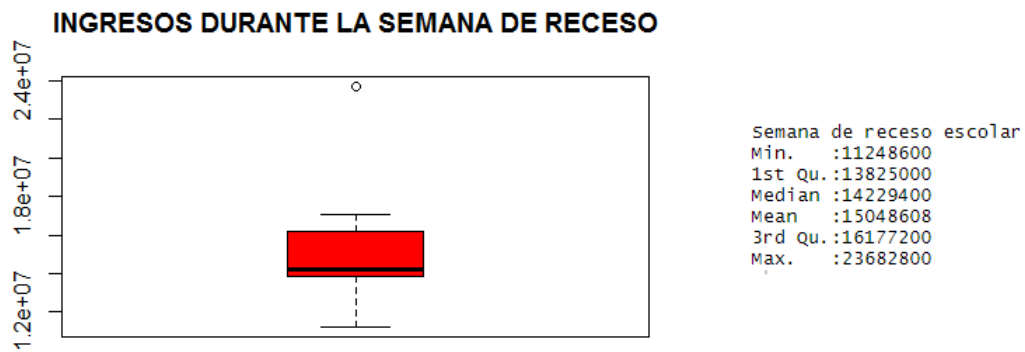 INGRESOS DURANTE LA SEMANA DE RECESO
2.4e+07
1.8e+07
1.2e+07
Semana de receso escolar
Min. :11248600
1st Qu.:13825000
Median :14229400
Mean :15048608
3rd Qu.:16177200
Max. :23682800